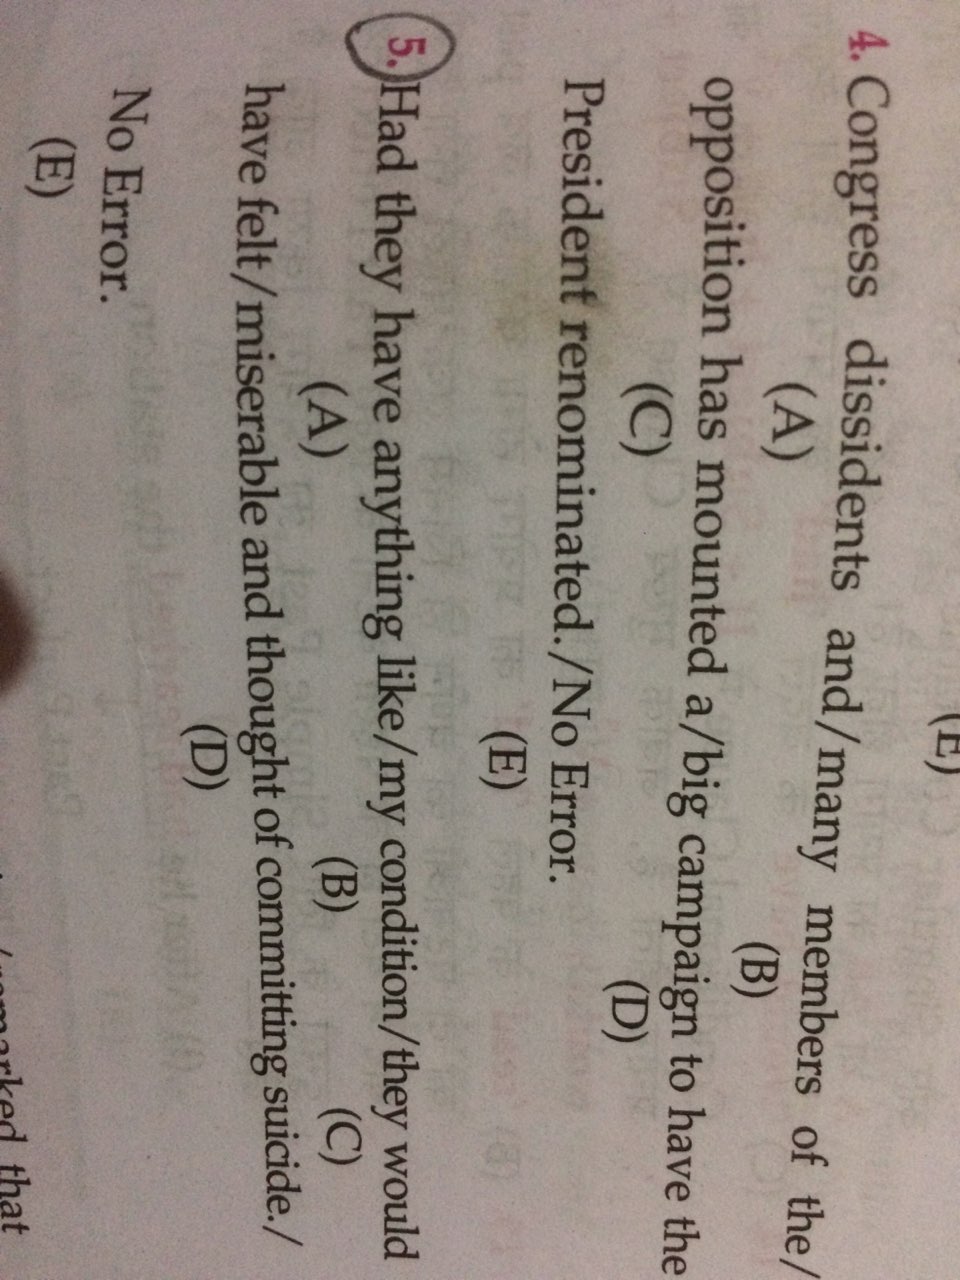 (E)
4. Congress dissidents and/many members of the/
(A) (B)
opposition has mounted a/big campaign to have the
(C) (D)
President renominated./No Error.
(E)
5. Had they have anything like/my condition/they would
(A) (B) (C)
have felt/miserable and thought of committing suicide./
(D)
No Error.
(E)
that